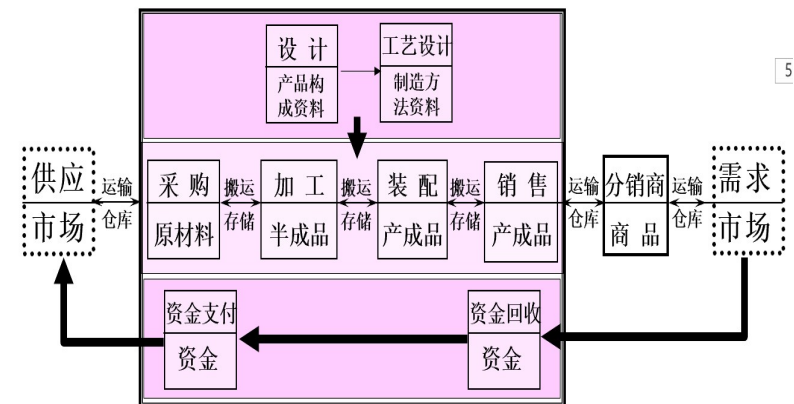 设 计
产品构
成资料
工艺设计
制造方
法资料
5
供应
市场
运输
仓库
采 购
原材料
搬运
存储
加 工
半成品
搬运
存储
装 配
产成品
搬运
存储
销 售
产成品
运输
仓库
分销商
商 品
运输
仓库
需求
市场
资金支付
资金
资金回收
资金